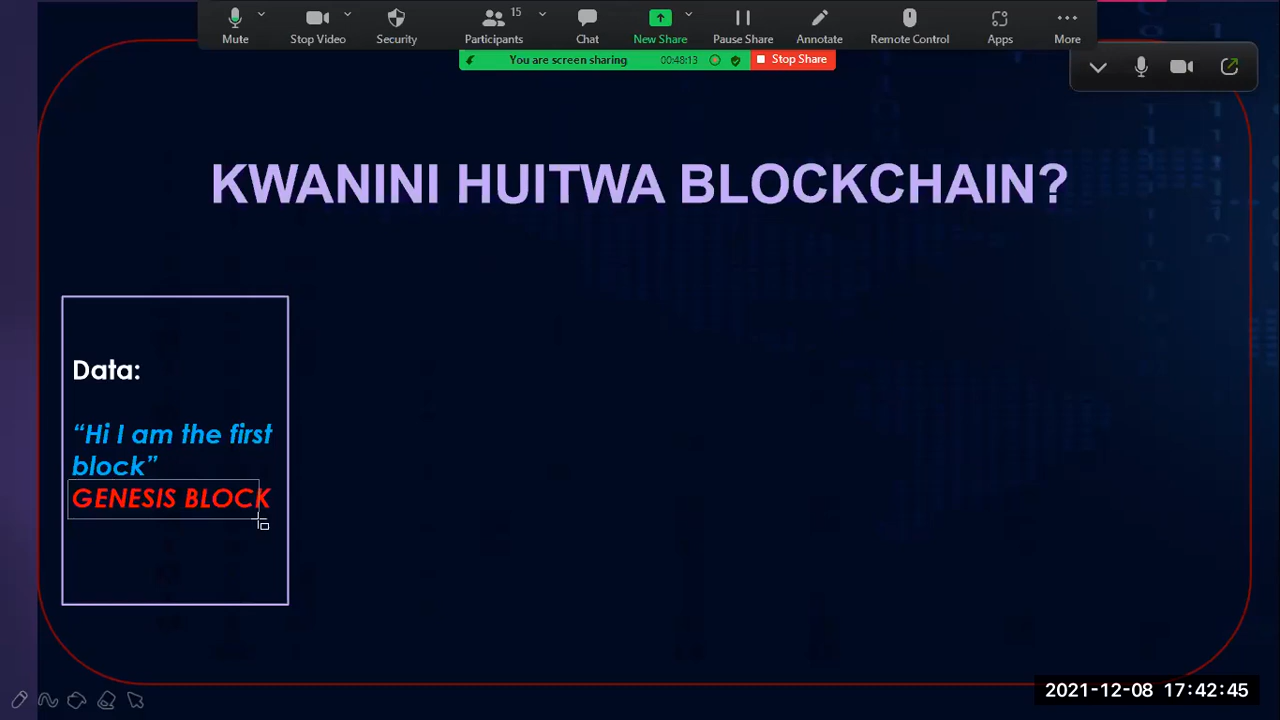 15
Mute
Stop Video
Security
Participants
Chat
New Share
Pause Share
Annotate
Remote Control
Apps
More
You are screen sharing
00:48:13
Stop Share
KWANINI HUITWA BLOCKCHAIN?
Data:
“Hi I am the first
block”
GENESIS BLOCK
2021-12-08 17:42:45